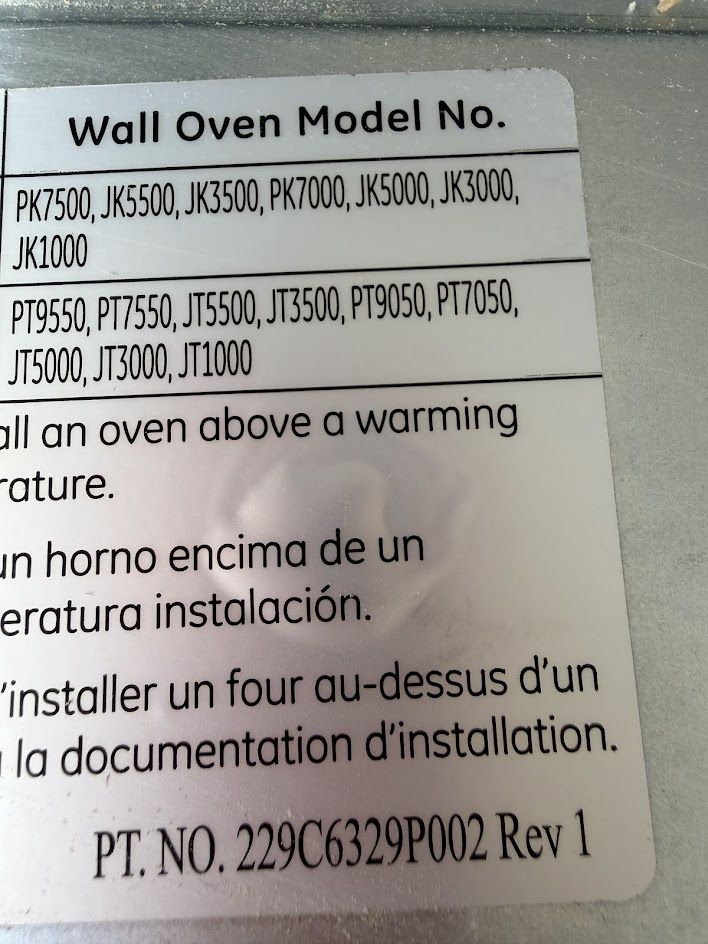 Wall Oven Model No.
PK7500, JK5500, JK3500, PK7000, JK5000, JK3000,
JK1000
PT9550, PT7550, JT5500, JT3500, PT9050, PT7050,
JT5000, JT3000, JT1000
all an oven above a warming
rature.
un horno encima de un
eratura instalación.
'installer un four au-dessus d'un
la documentation d'installation.
PT. NO. 229C6329P002 Rev 1